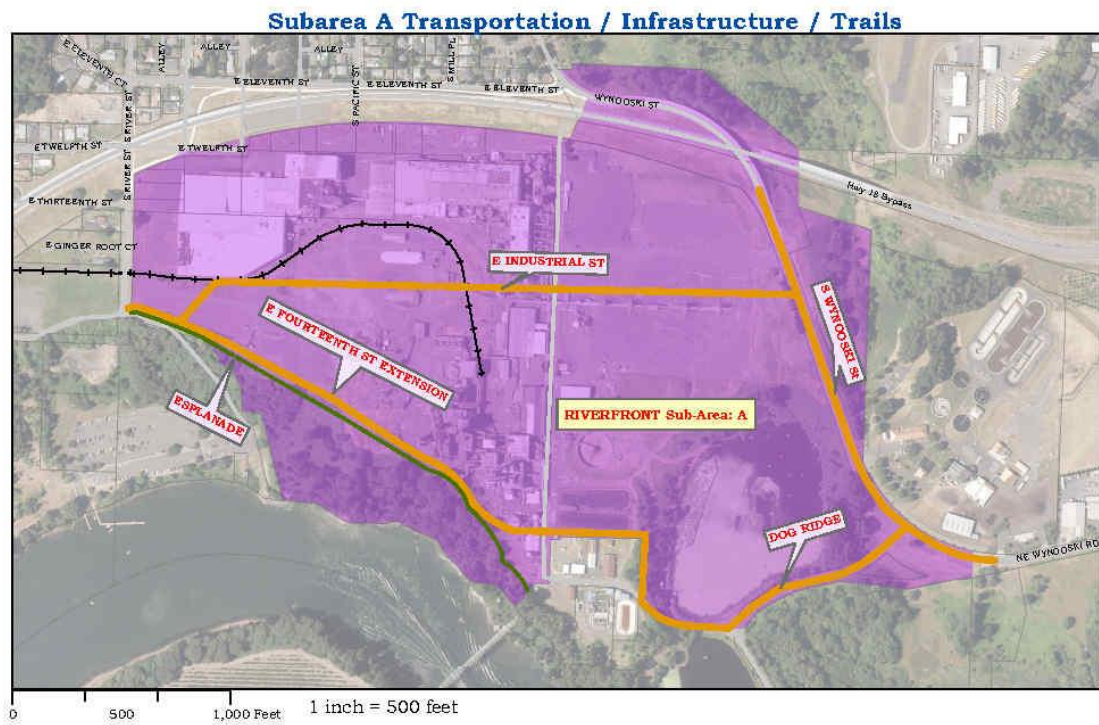 Subarea A Transportation / Infrastructure / Trails
E ELEVENTH CT
ALLEY
ALLEY
ALLEY
S PACIFIC ST
S MILL PL
E ELEVENTH ST
E ELEVENTH ST
E ELEVENTH ST
WYNOOSKI ST
S RIVER ST
E TWELFTH ST
E TWELFTH ST
S RIVER ST
Hwy 18 Bypass
E THIRTEENTH ST
E GINGER ROOT CT
E INDUSTRIAL ST
S WYNOOSKI St
E FOURTEENTH ST EXTENSION
ESPLANADE
RIVERFRONT Sub-Area: A
DOG RIDGE
NE WYNOOSKI RD
0 500 1,000 Feet
1 inch = 500 feet